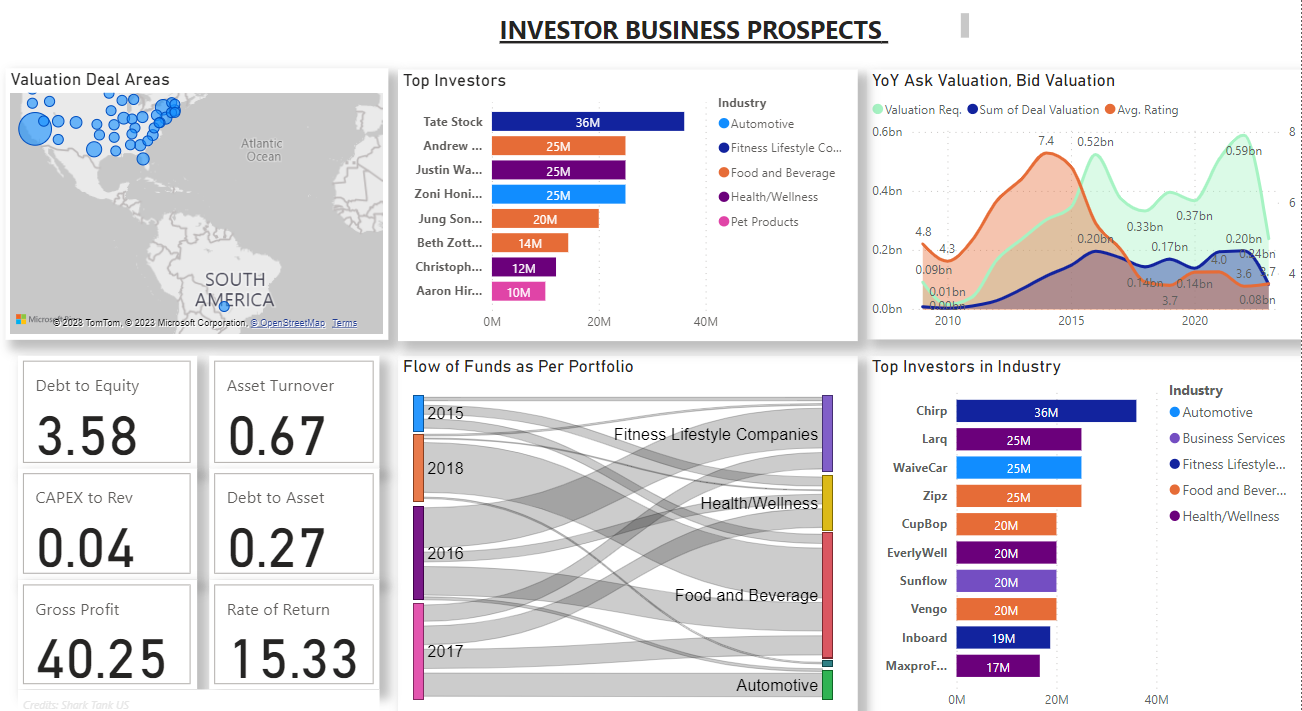 INVESTOR BUSINESS PROSPECTS
Valuation Deal Areas
Atlantic
Ocean
SOUTH
AMERICA
© 2023 TomTom, © 2023 Microsoft Corporation, © OpenStreetMap Terms
Top Investors
Tate Stock
36M
Andrew ...
25M
Justin Wa...
25M
Zoni Honi...
25M
Jung Son...
20M
Beth Zott...
14M
Christoph...
12M
Aaron Hir...
10M
0M 20M 40M
Industry
Automotive
Fitness Lifestyle Co...
Food and Beverage
Health/Wellness
Pet Products
YoY Ask Valuation, Bid Valuation
Valuation Req. Sum of Deal Valuation Avg. Rating
0.6bn
0.4bn
0.2bn
0.0bn
8
6
4
7.4
0.52bn
0.59bn
4.8
4.3
0.37bn
0.33bn
0.20bn
0.17bn
0.20bn
0.09bn
0.01bn
0.00bn
0.14bn
0.14bn
4.0
3.6
3.7
0.08bn
2010 2015 2020
Debt to Equity
3.58
Asset Turnover
0.67
CAPEX to Rev
0.04
Debt to Asset
0.27
Gross Profit
40.25
Rate of Return
15.33
Credits: Shark Tank US
Flow of Funds as Per Portfolio
2015
2018
2016
2017
Fitness Lifestyle Companies
Health/Wellness
Food and Beverage
Automotive
Top Investors in Industry
Chirp
36M
Larq
25M
WaiveCar
25M
Zipz
25M
CupBop
20M
EverlyWell
20M
Sunflow
20M
Vengo
20M
Inboard
19M
MaxproF...
17M
0M 20M 40M
Industry
Automotive
Business Services
Fitness Lifestyle...
Food and Bever...
Health/Wellness